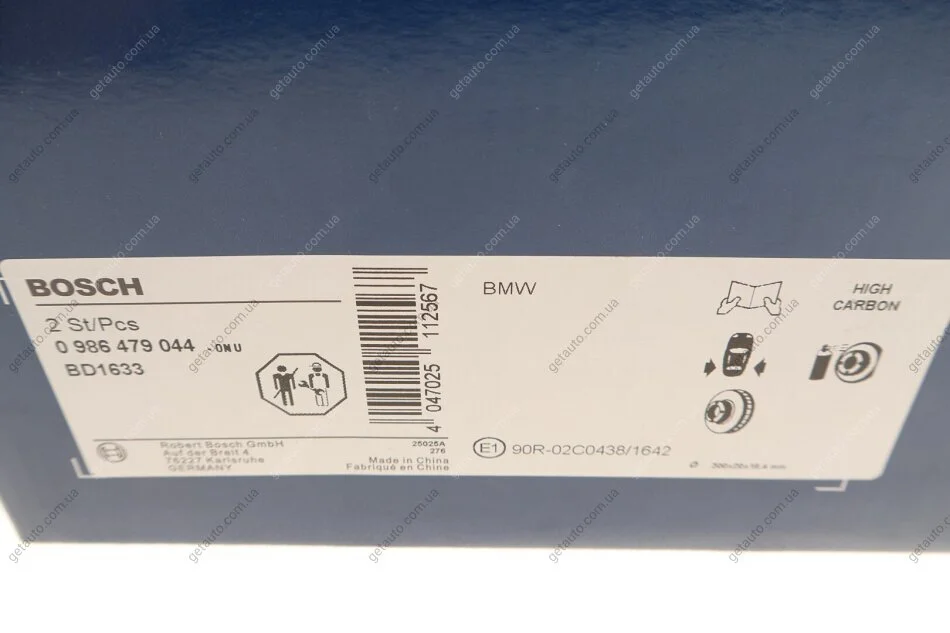 BOSCH
2 St/Pcs
0 986 479 044
BD1633
4 047025 112567
Robert Bosch GmbH
Auf der Breit 4
76227 Karlsruhe
GERMANY
25025A
276
Made in China
Fabriqué en Chine
BMW
E1 90R-02C0438/1642
HIGH
CARBON
getauto.com.ua